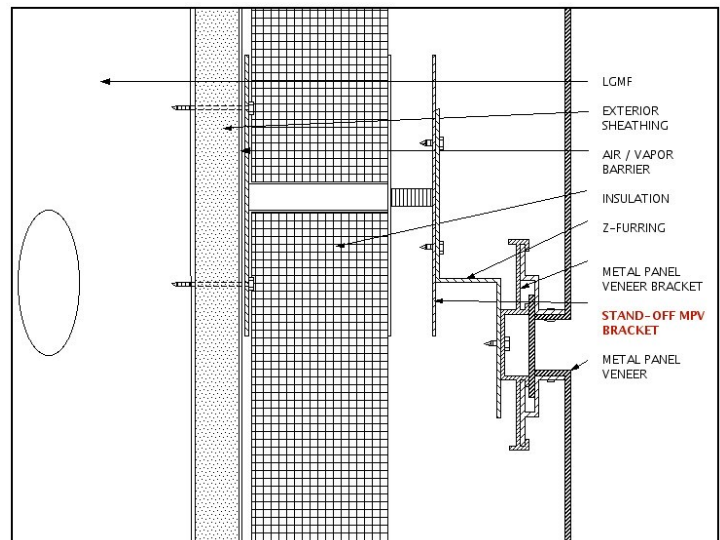 LGMF
EXTERIOR
SHEATHING
AIR / VAPOR
BARRIER
INSULATION
Z-FURRING
METAL PANEL
VENEER BRACKET
STAND-OFF MPV
BRACKET
METAL PANEL
VENEER